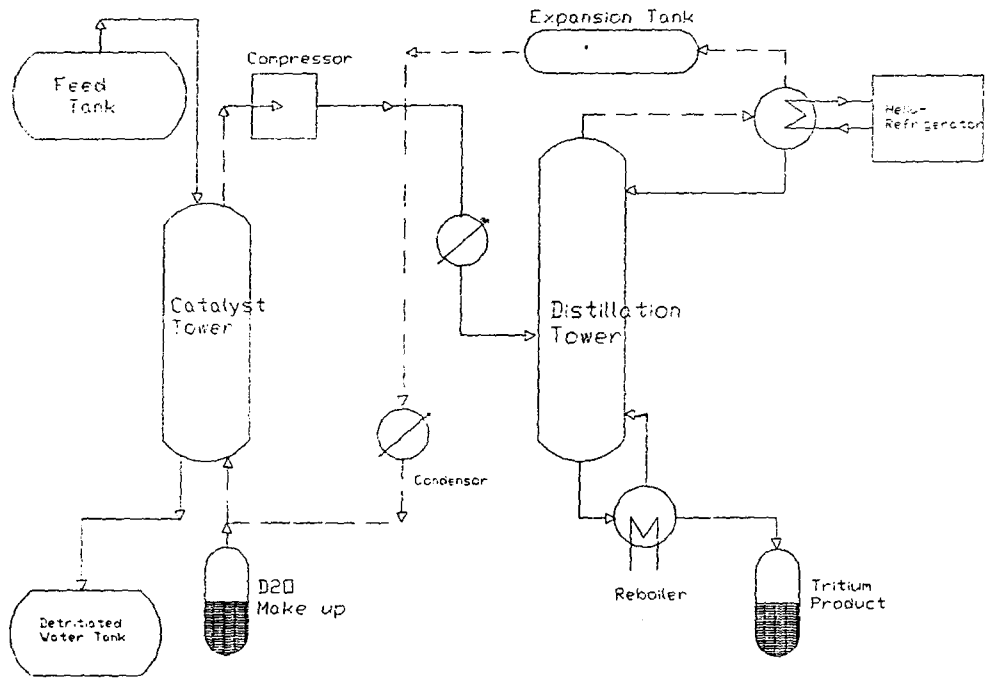 Expansion Tank
Compressor
Feed
Tank
Refrigerator
Catalyst
Tower
Distillation
Tower
Condensor
D2O
Make up
Reboiler
Tritium
Product
Detritiated
Water Tank